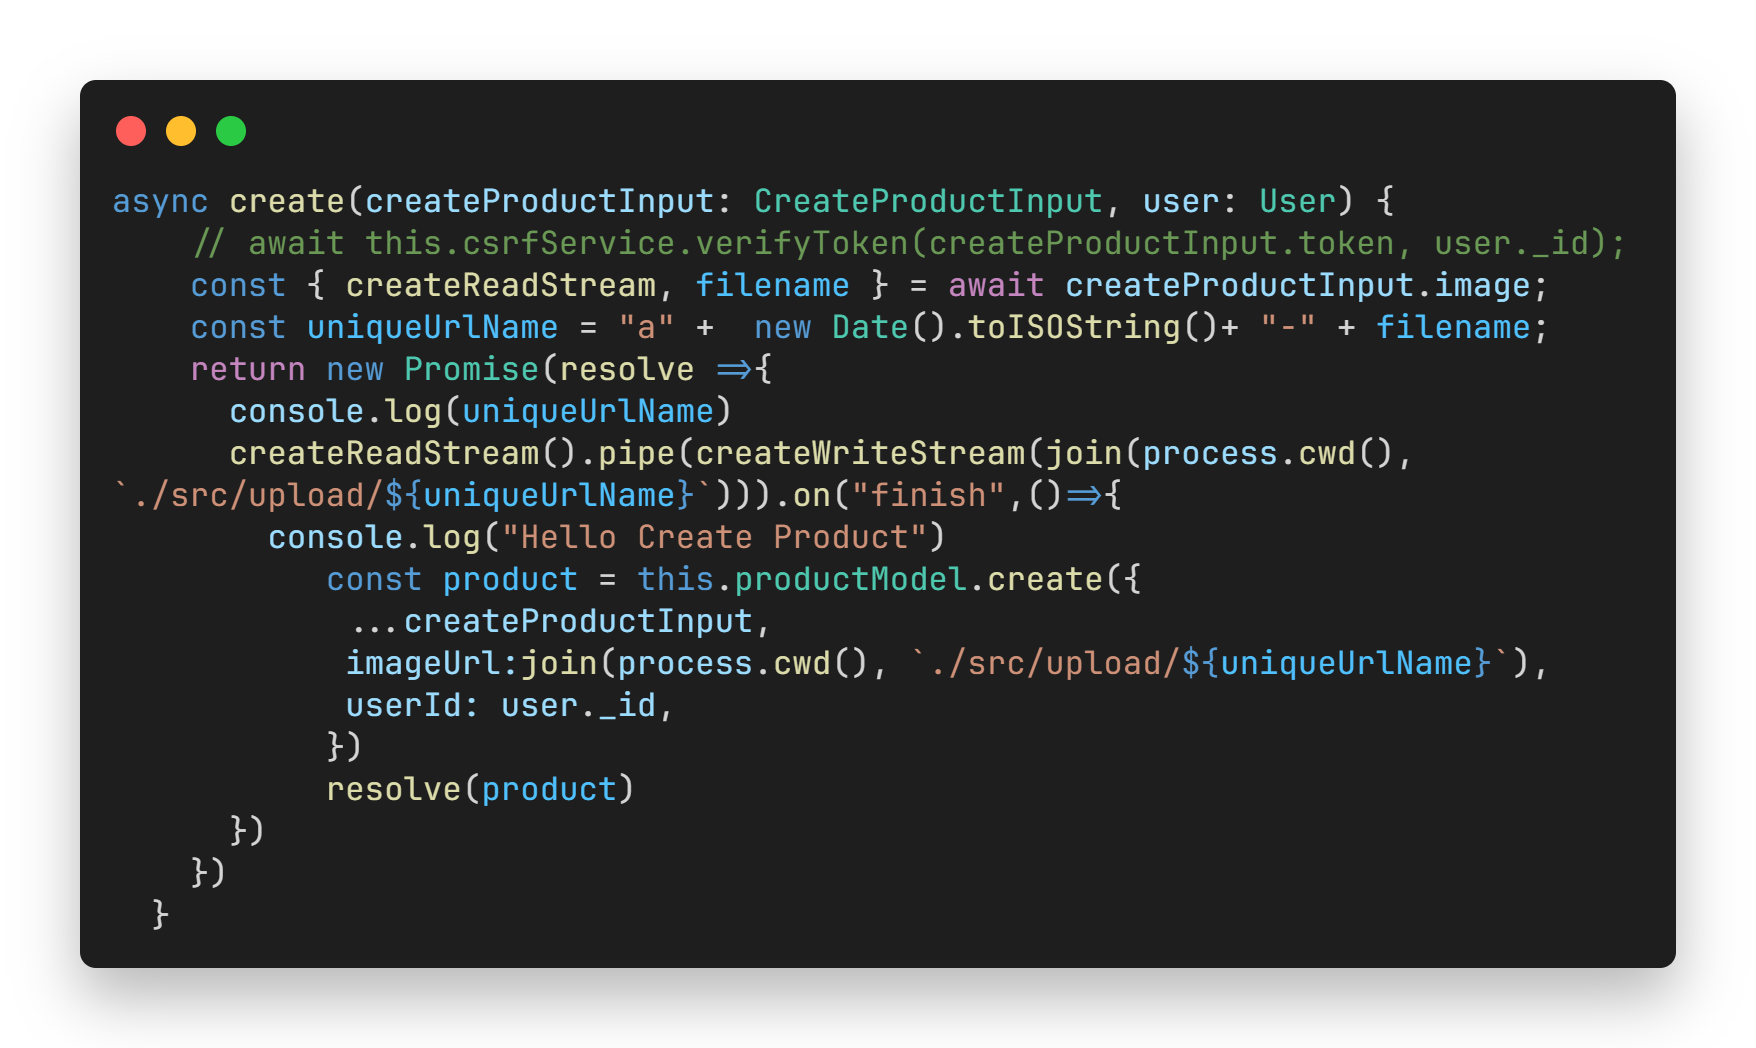 async create(createProductInput: CreateProductInput, user: User) {
    // await this.csrfService.verifyToken(createProductInput.token, user._id);
    const { createReadStream, filename } = await createProductInput.image;
    const uniqueUrlName = "a" +  new Date().toISOString()+ "-" + filename;
    return new Promise(resolve =>{
      console.log(uniqueUrlName)
      createReadStream().pipe(createWriteStream(join(process.cwd(),
`./src/upload/${uniqueUrlName}`))).on("finish",()=>{
        console.log("Hello Create Product")
           const product = this.productModel.create({
            ...createProductInput,
            imageUrl:join(process.cwd(), `./src/upload/${uniqueUrlName}`),
            userId: user._id,
           })
           resolve(product)
      })
    })
  }